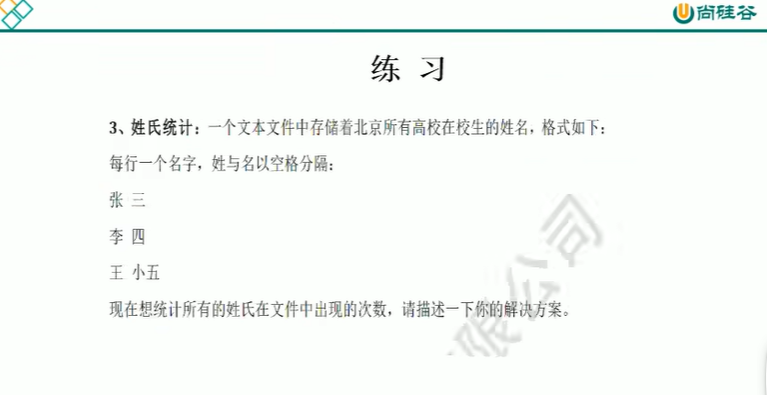 尚硅谷
练 习
3、姓氏统计：一个文本文件中存储着北京所有高校在校生的姓名，格式如下：
每行一个名字，姓与名以空格分隔：
张 三
李 四
王 小五
现在想统计所有的姓氏在文件中出现的次数，请描述一下你的解决方案。
限公司